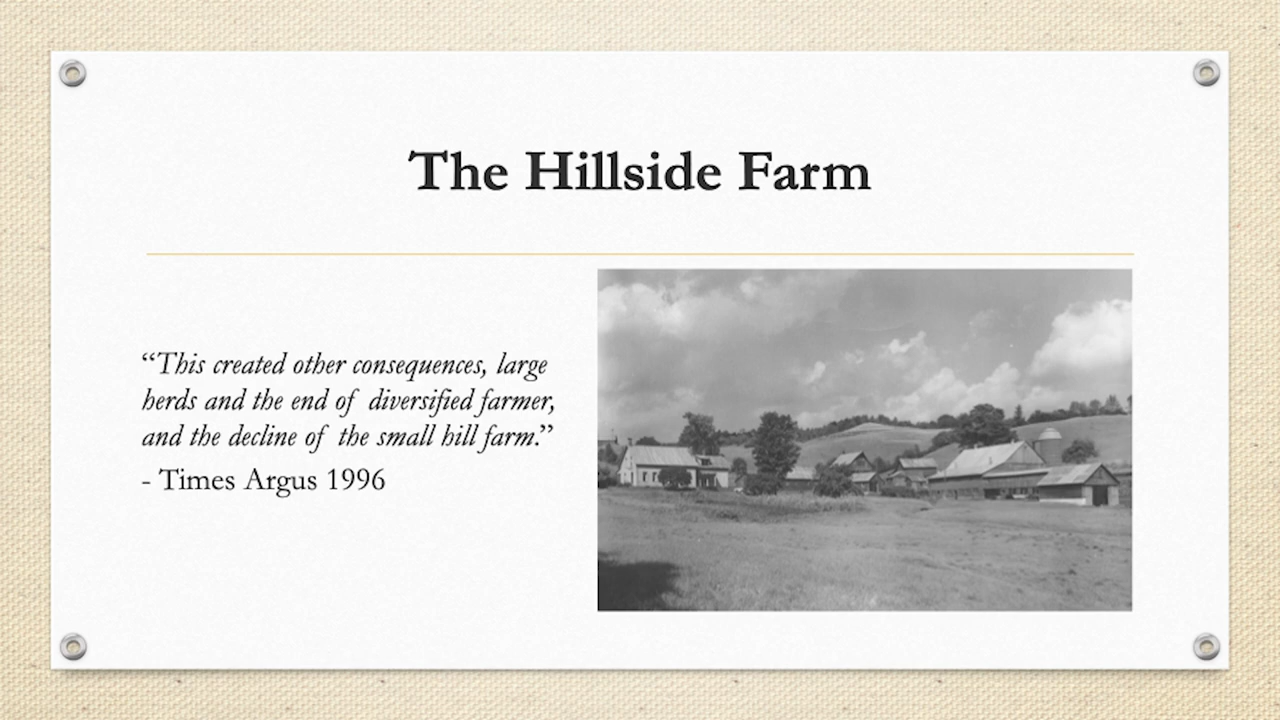 The Hillside Farm
“This created other consequences, large
herds and the end of diversified farmer,
and the decline of the small hill farm.”
- Times Argus 1996